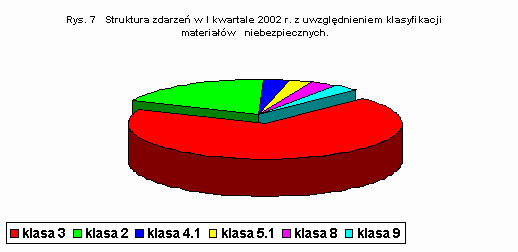 Rys. 7 Struktura zdarzeń w I kwartale 2002 r. z uwzględnieniem klasyfikacji
materiałów niebezpiecznych.
klasa 3 klasa 2 klasa 4.1 klasa 5.1 klasa 8 klasa 9